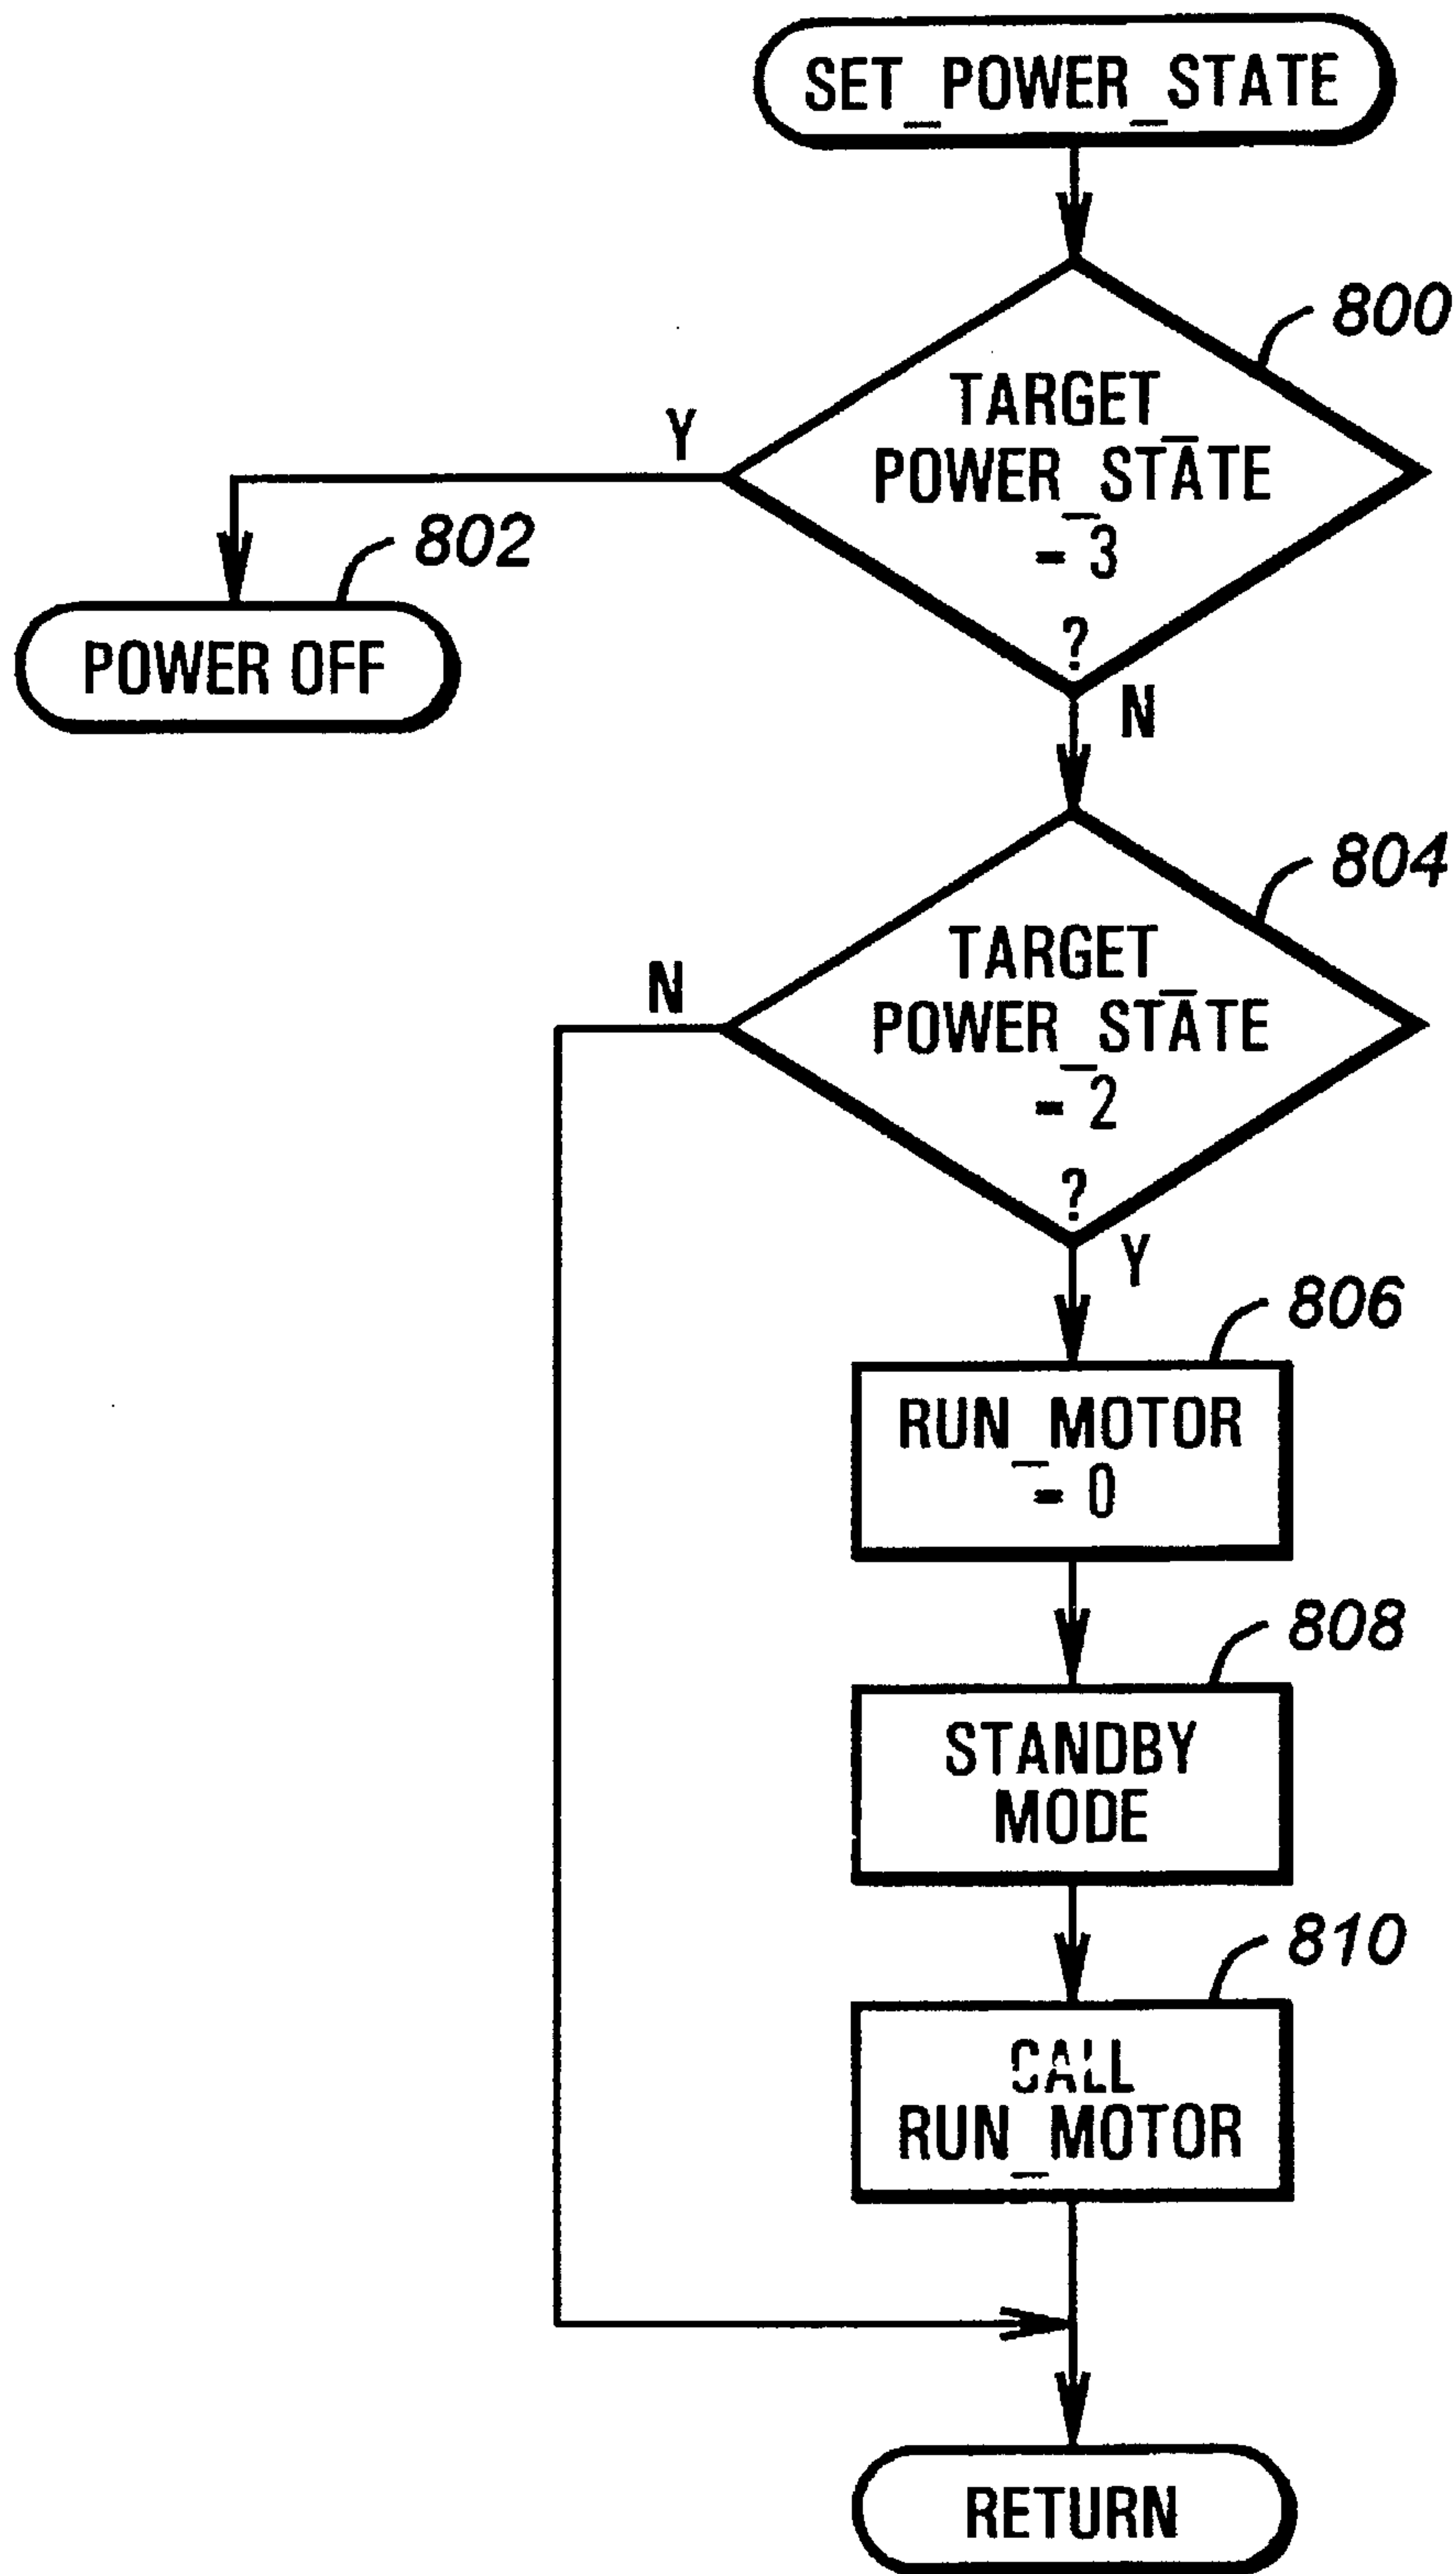 SET_POWER_STATE
800
TARGET_
POWER_STATE
= 3
?
Y
N
802
POWER OFF
804
TARGET_
POWER_STATE
= 2
?
N
Y
806
RUN_MOTOR
= 0
808
STANDBY
MODE
810
CALL
RUN_MOTOR
RETURN